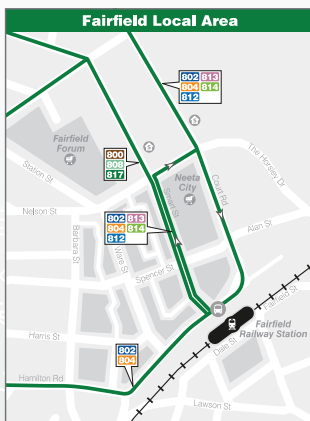 Fairfield Local Area
802 813
804 814
812
Fairfield
Forum
800
808
817
Station St
Neeta
City
The Horsley Dr
Court Rd
Smart St
Nelson St
802 813
804 814
812
Alan St
Barbara St
Ware St
Spencer St
Fairfield St
Fairfield
Railway Station
Dale St
Harris St
802
804
Hamilton Rd
Lawson St